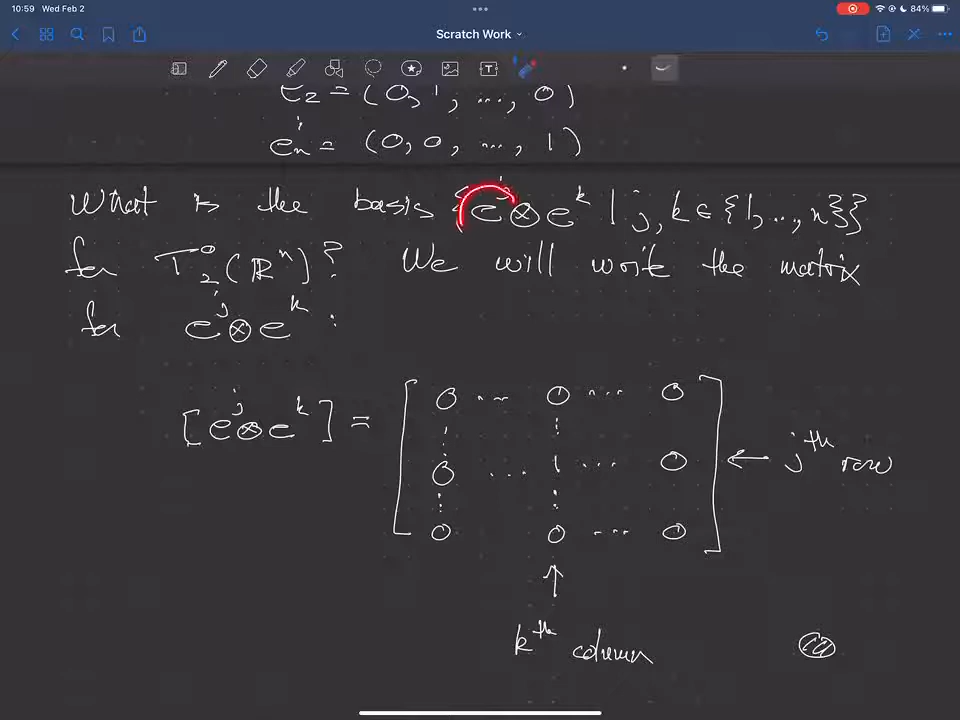 10:59 Wed Feb 2
84%
Scratch Work
e₂ = (0, 1, ..., 0)
eₙ = (0, 0, ..., 1)
What is the basis {eʲ⊗eᵏ | j, k ∈ {1, ..., n}}
for T⁰₂(ℝⁿ)? We will write the matrix
for eʲ⊗eᵏ :
[eʲ⊗eᵏ] =
0 ... 0 ... 0
⋮ ⋮
0 ... 1 ... 0 ← jᵗʰ row
⋮ ⋮
0 0 ... 0
↑
kᵗʰ column